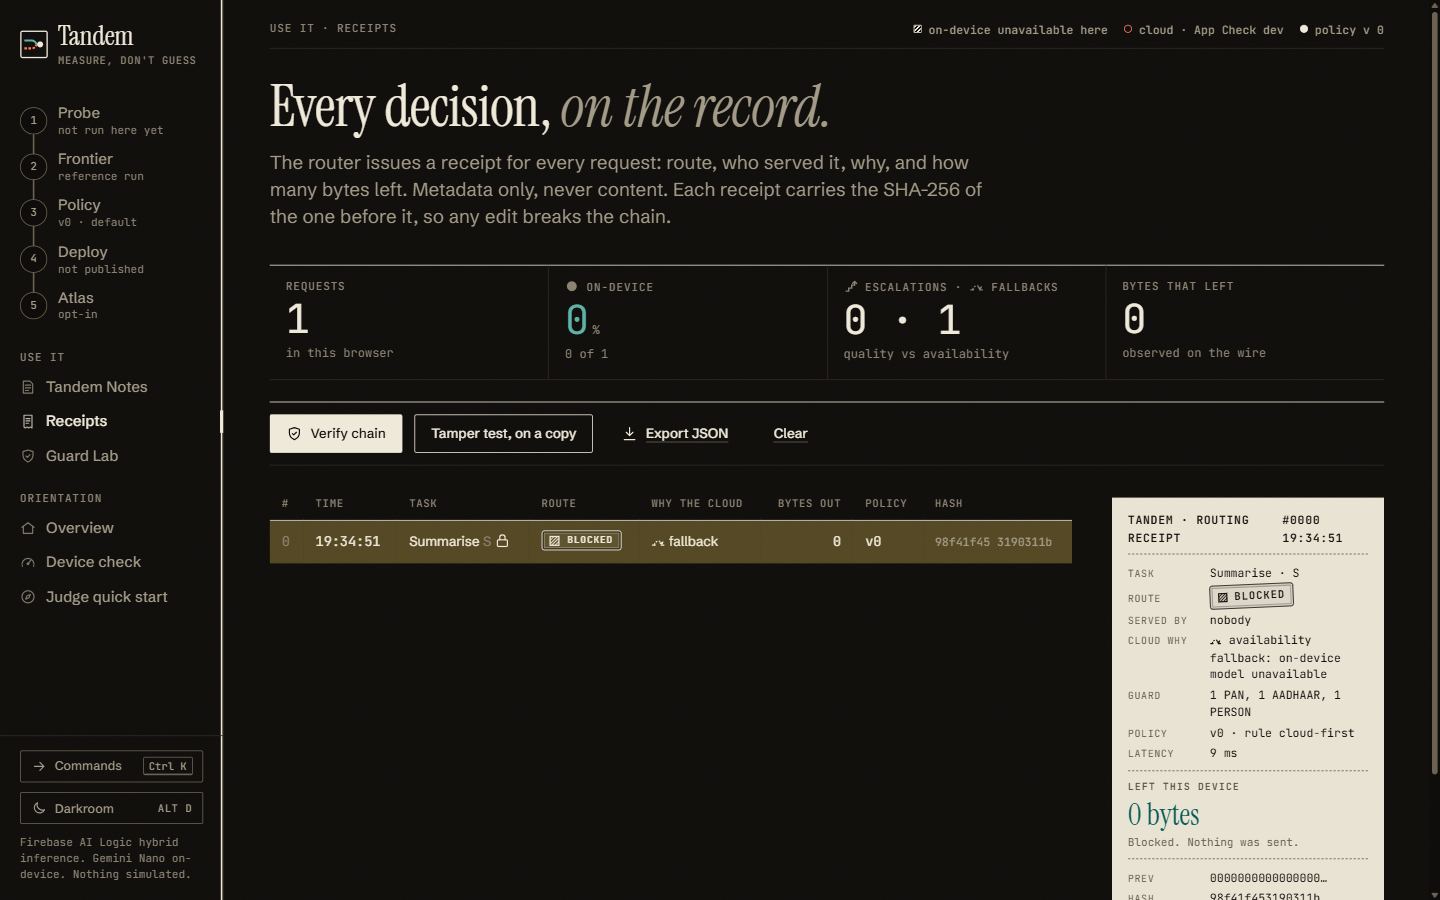 Tandem
MEASURE, DON'T GUESS
1
Probe
not run here yet
2
Frontier
reference run
3
Policy
v0 · default
4
Deploy
not published
5
Atlas
opt-in
USE IT
Tandem Notes
Receipts
Guard Lab
ORIENTATION
Overview
Device check
Judge quick start
Commands Ctrl K
Darkroom ALT D
Firebase AI Logic hybrid
inference. Gemini Nano on-
device. Nothing simulated.
USE IT · RECEIPTS
on-device unavailable here cloud · App Check dev policy v 0
Every decision, on the record.
The router issues a receipt for every request: route, who served it, why, and how
many bytes left. Metadata only, never content. Each receipt carries the SHA-256 of
the one before it, so any edit breaks the chain.
REQUESTS
1
in this browser
ON-DEVICE
0 %
0 of 1
ESCALATIONS · FALLBACKS
0 · 1
quality vs availability
BYTES THAT LEFT
0
observed on the wire
Verify chain Tamper test, on a copy Export JSON Clear
# TIME TASK ROUTE WHY THE CLOUD BYTES OUT POLICY HASH
0 19:34:51 Summarise S BLOCKED fallback 0 v0 98f41f45 3190311b
TANDEM · ROUTING #0000
RECEIPT 19:34:51
TASK Summarise · S
ROUTE BLOCKED
SERVED BY nobody
CLOUD WHY availability
fallback: on-device
model unavailable
GUARD 1 PAN, 1 AADHAAR, 1
PERSON
POLICY v0 · rule cloud-first
LATENCY 9 ms
LEFT THIS DEVICE
0 bytes
Blocked. Nothing was sent.
PREV 0000000000000000…
HASH 98f41f453190311b